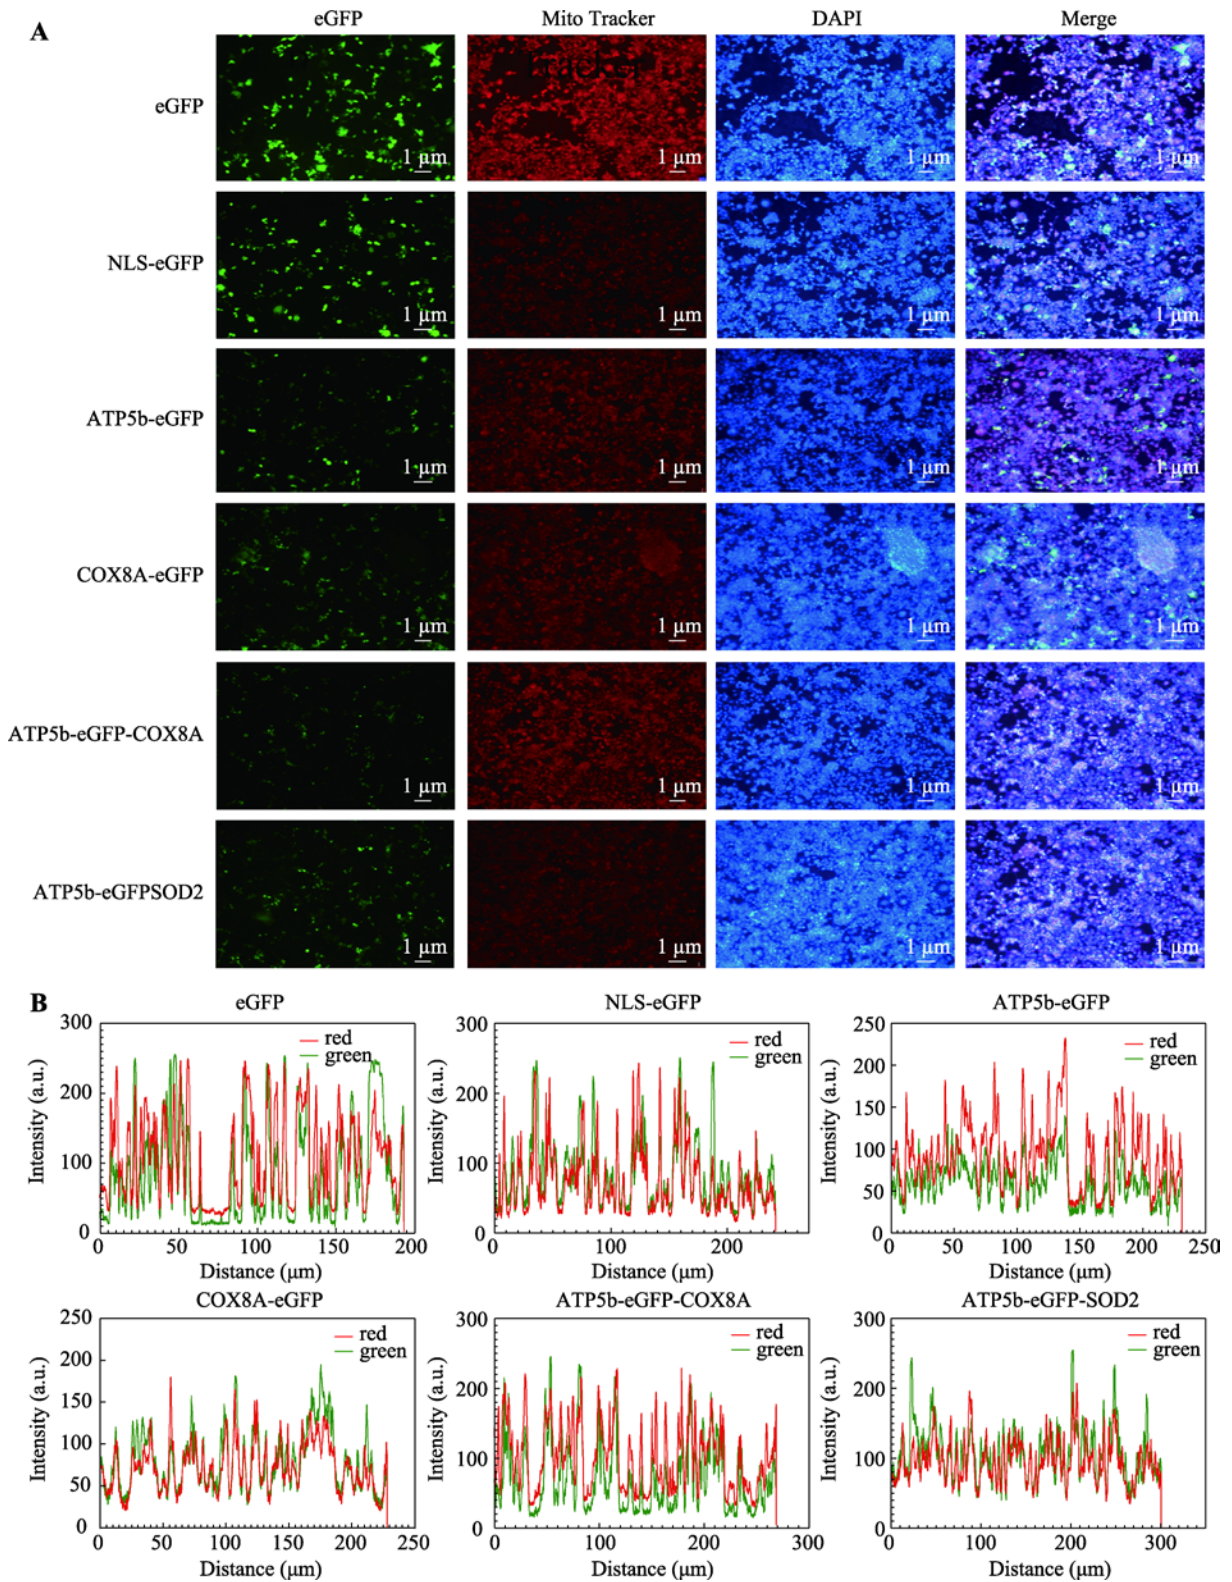 A
eGFP Mito Tracker DAPI Merge
Tracker
eGFP
1 µm 1 µm 1 µm 1 µm
NLS-eGFP
1 µm 1 µm 1 µm 1 µm
ATP5b-eGFP
1 µm 1 µm 1 µm 1 µm
COX8A-eGFP
1 µm 1 µm 1 µm 1 µm
ATP5b-eGFP-COX8A
1 µm 1 µm 1 µm 1 µm
ATP5b-eGFPSOD2
1 µm 1 µm 1 µm 1 µm
B
eGFP
red
green
Intensity (a.u.)
300
200
100
0
0 50 100 150 200
Distance (µm)
NLS-eGFP
red
green
Intensity (a.u.)
300
200
100
0
0 100 200
Distance (µm)
ATP5b-eGFP
red
green
Intensity (a.u.)
250
200
150
100
50
0
0 50 100 150 200 250
Distance (µm)
COX8A-eGFP
red
green
Intensity (a.u.)
250
200
150
100
50
0
0 50 100 150 200 250
Distance (µm)
ATP5b-eGFP-COX8A
red
green
Intensity (a.u.)
300
200
100
0
0 100 200 300
Distance (µm)
ATP5b-eGFP-SOD2
red
green
Intensity (a.u.)
300
200
100
0
0 100 200 300
Distance (µm)